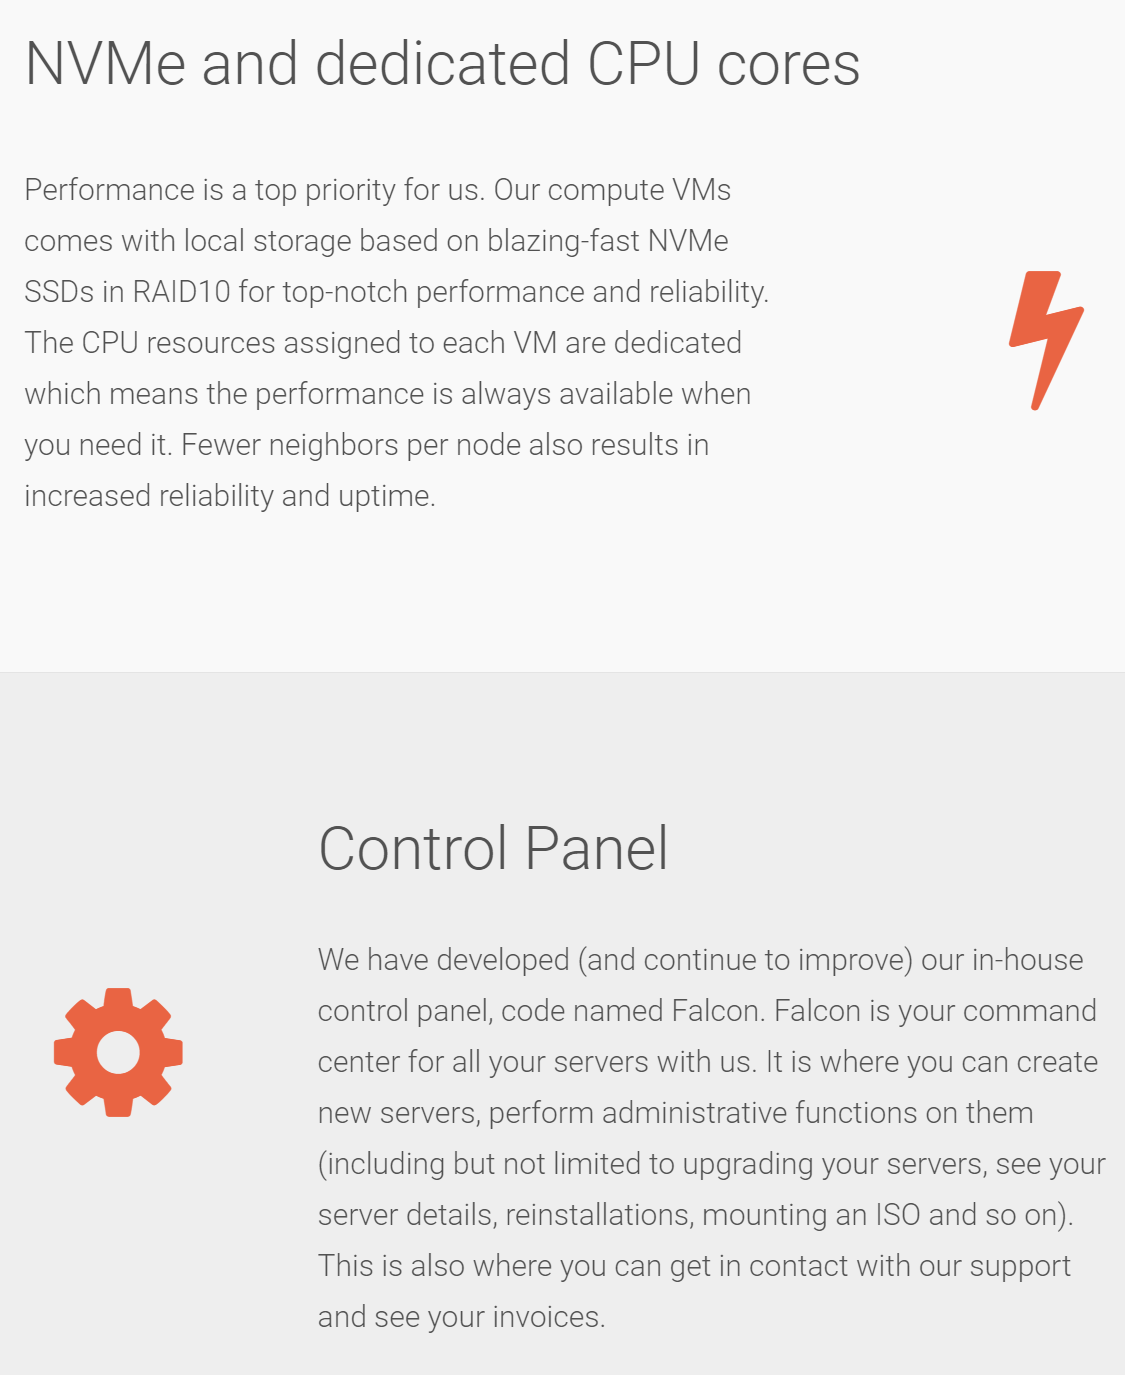 NVMe and dedicated CPU cores
Performance is a top priority for us. Our compute VMs
comes with local storage based on blazing-fast NVMe
SSDs in RAID10 for top-notch performance and reliability.
The CPU resources assigned to each VM are dedicated
which means the performance is always available when
you need it. Fewer neighbors per node also results in
increased reliability and uptime.
Control Panel
We have developed (and continue to improve) our in-house
control panel, code named Falcon. Falcon is your command
center for all your servers with us. It is where you can create
new servers, perform administrative functions on them
(including but not limited to upgrading your servers, see your
server details, reinstallations, mounting an ISO and so on).
This is also where you can get in contact with our support
and see your invoices.